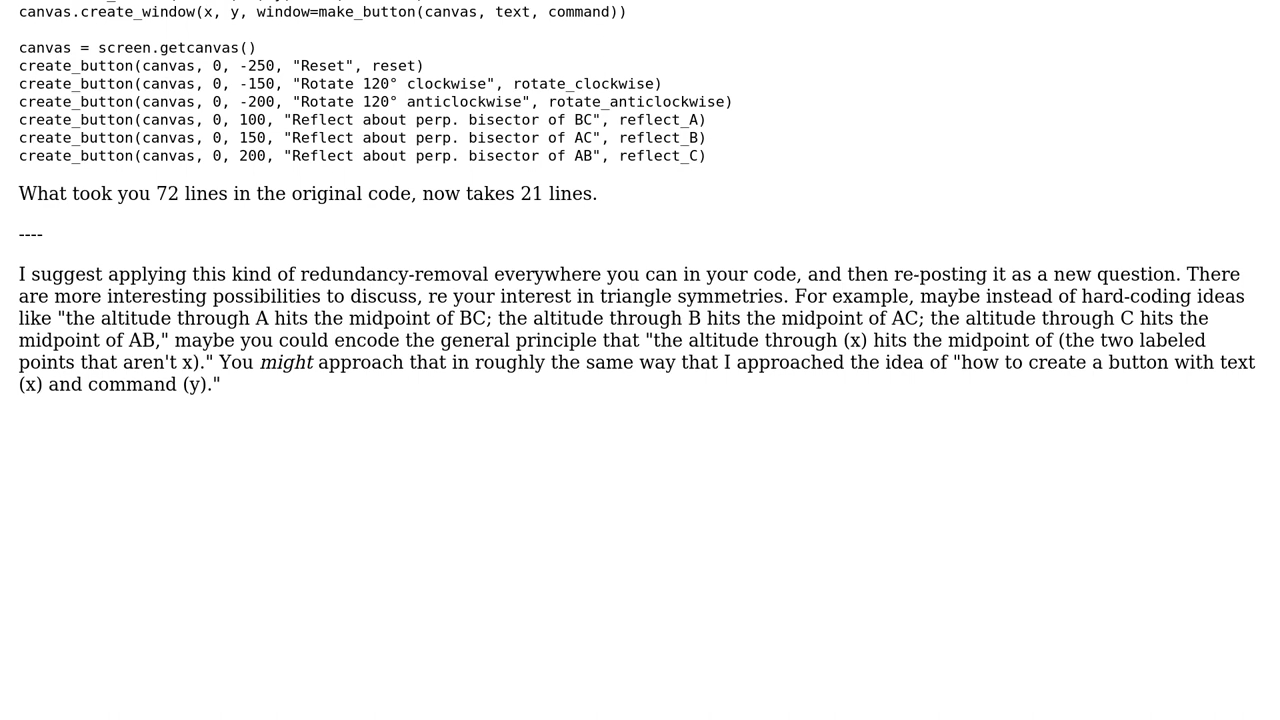 canvas.create_window(x, y, window=make_button(canvas, text, command))
canvas = screen.getcanvas()
create_button(canvas, 0, -250, "Reset", reset)
create_button(canvas, 0, -150, "Rotate 120° clockwise", rotate_clockwise)
create_button(canvas, 0, -200, "Rotate 120° anticlockwise", rotate_anticlockwise)
create_button(canvas, 0, 100, "Reflect about perp. bisector of BC", reflect_A)
create_button(canvas, 0, 150, "Reflect about perp. bisector of AC", reflect_B)
create_button(canvas, 0, 200, "Reflect about perp. bisector of AB", reflect_C)
What took you 72 lines in the original code, now takes 21 lines.
----
I suggest applying this kind of redundancy-removal everywhere you can in your code, and then re-posting it as a new question. There
are more interesting possibilities to discuss, re your interest in triangle symmetries. For example, maybe instead of hard-coding ideas
like "the altitude through A hits the midpoint of BC; the altitude through B hits the midpoint of AC; the altitude through C hits the
midpoint of AB," maybe you could encode the general principle that "the altitude through (x) hits the midpoint of (the two labeled
points that aren't x)." You might approach that in roughly the same way that I approached the idea of "how to create a button with text
(x) and command (y)."